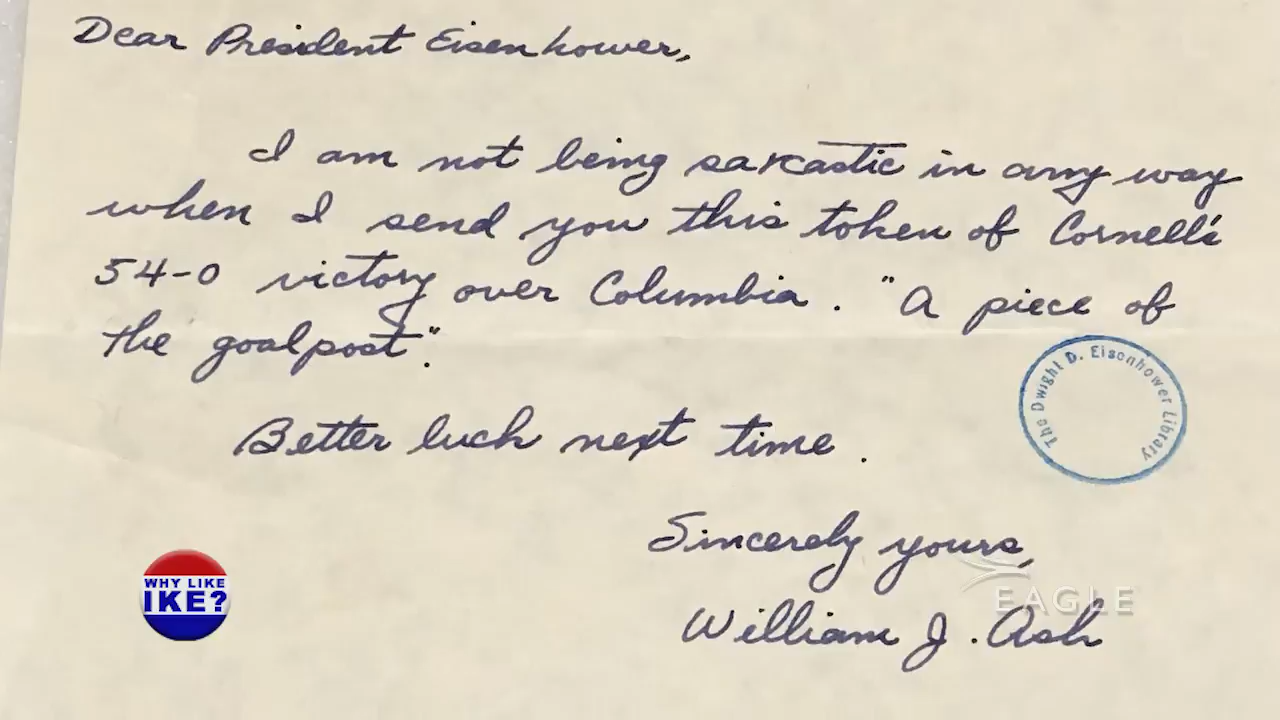 Dear President Eisenhower,
I am not being sarcastic in any way
when I send you this token of Cornell's
54-0 victory over Columbia. "A piece of
the goalpost".
The Dwight D. Eisenhower Library
Better luck next time.
Sincerely yours,
William J. Ash
WHY LIKE
IKE?
EAGLE